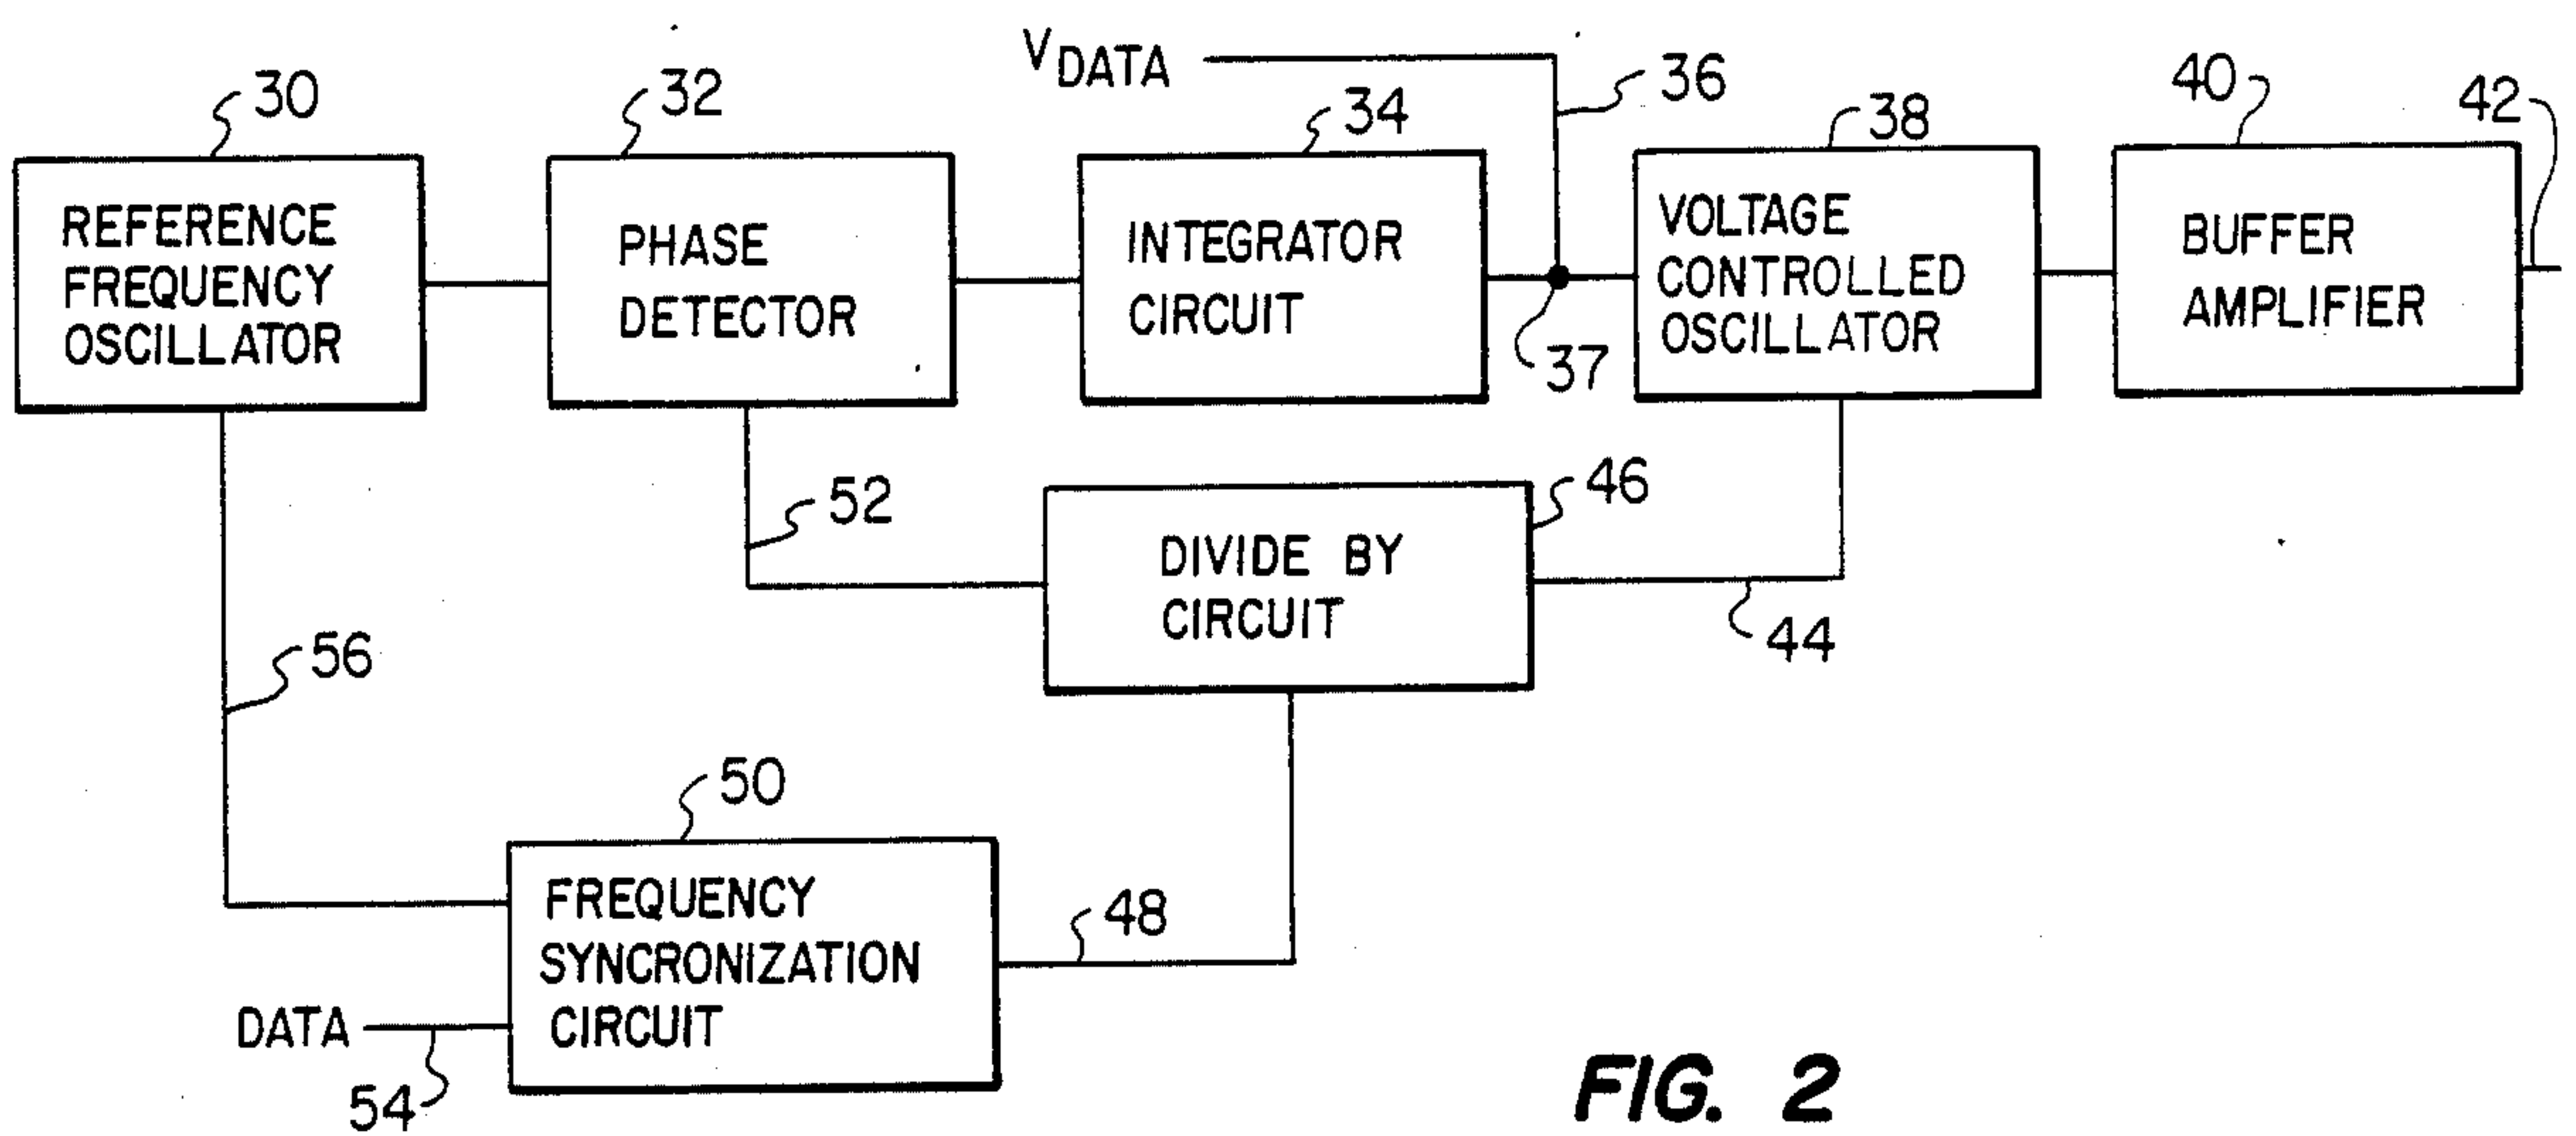 V DATA
36
30
32
34
38
40
42
REFERENCE
FREQUENCY
OSCILLATOR
PHASE
DETECTOR
INTEGRATOR
CIRCUIT
37
VOLTAGE
CONTROLLED
OSCILLATOR
BUFFER
AMPLIFIER
52
46
DIVIDE BY
CIRCUIT
44
56
50
FREQUENCY
SYNCRONIZATION
CIRCUIT
48
DATA
54
FIG. 2